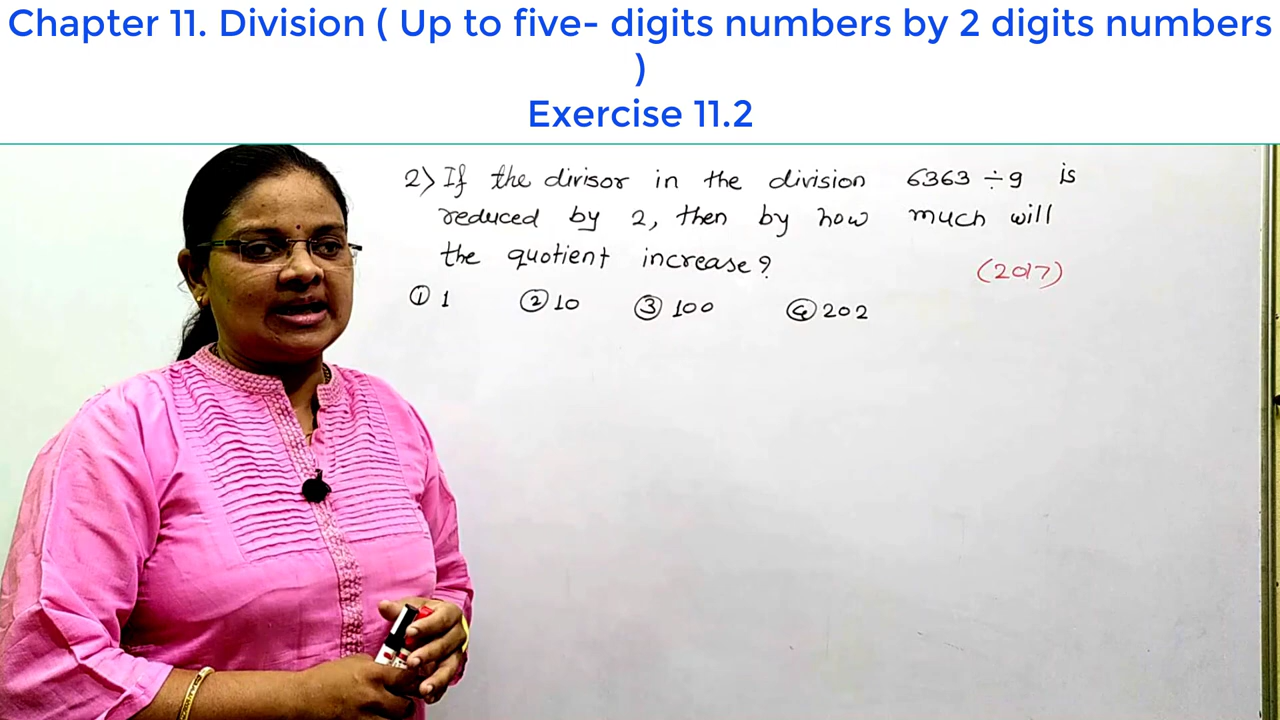 Chapter 11. Division ( Up to five- digits numbers by 2 digits numbers
)
Exercise 11.2
2) If the divisor in the division 6363 ÷ 9 is
reduced by 2, then by how much will
the quotient increase?
(2017)
① 1 ② 10 ③ 100 ④ 202